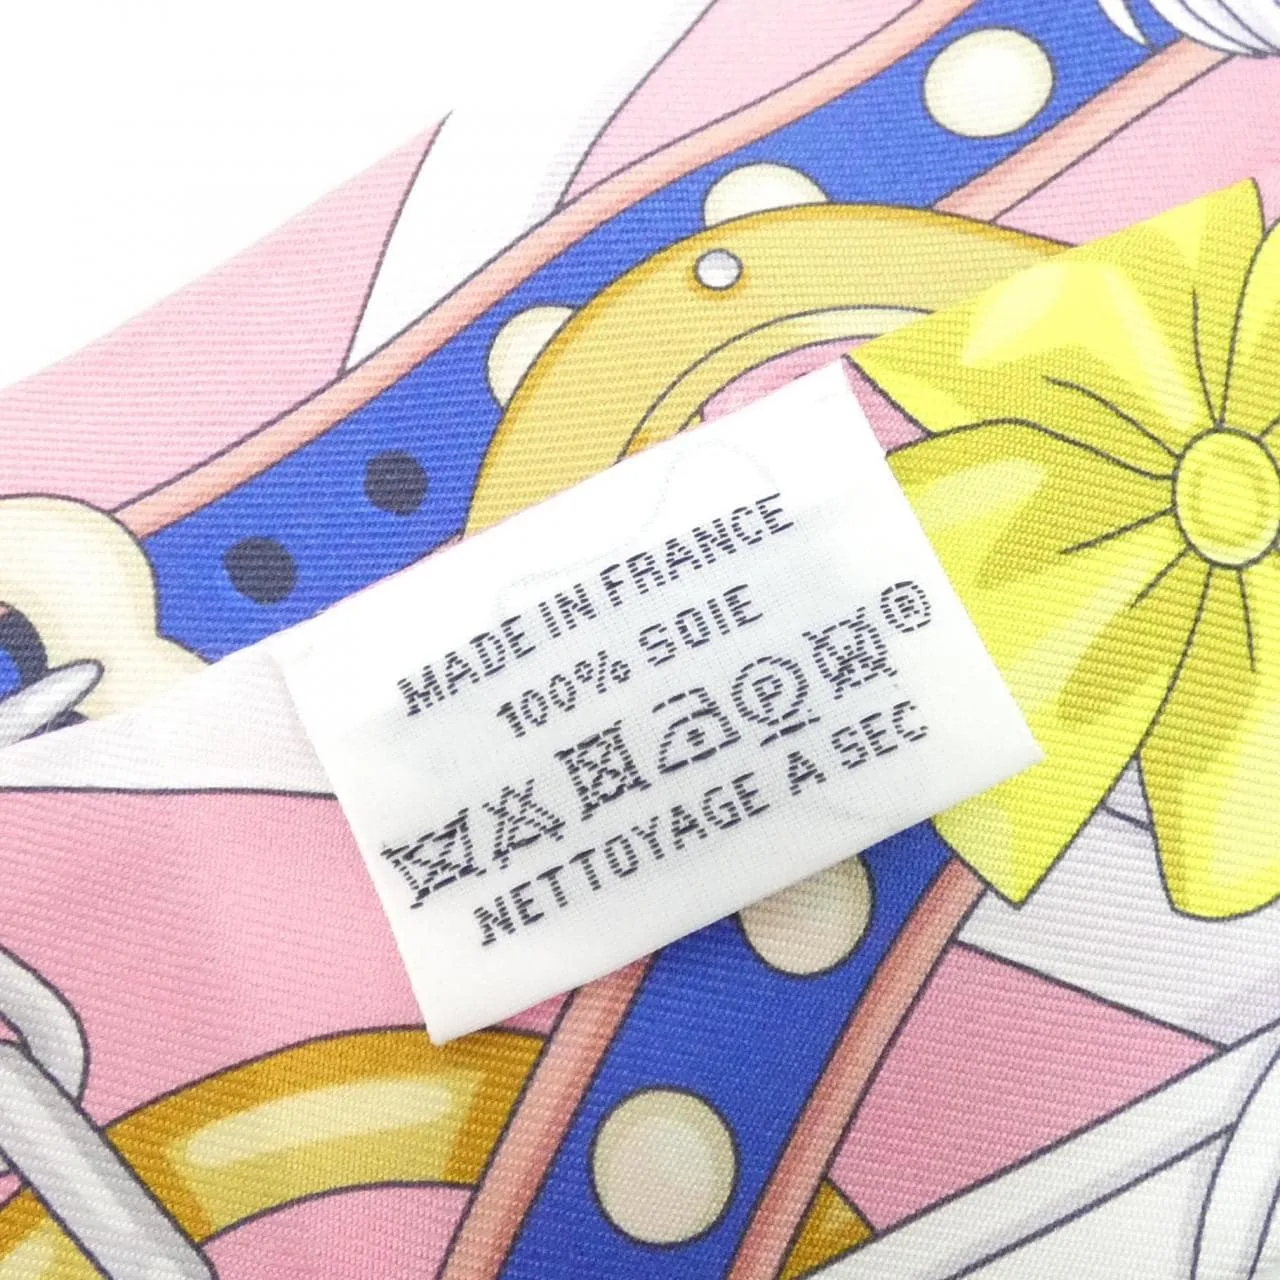 MADE IN FRANCE
100% SOIE
P ®
NETTOYAGE A SEC